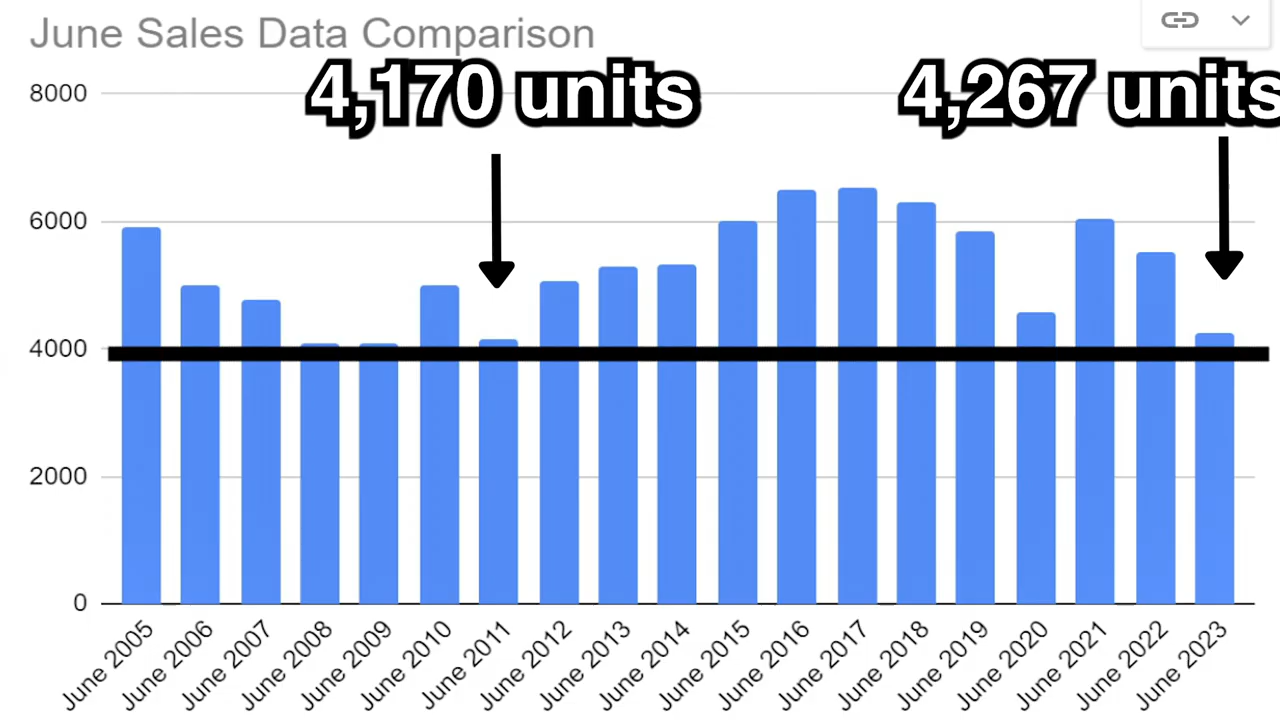 June Sales Data Comparison
4,170 units
4,267 units
8000
6000
4000
2000
0
June 2005
June 2006
June 2007
June 2008
June 2009
June 2010
June 2011
June 2012
June 2013
June 2014
June 2015
June 2016
June 2017
June 2018
June 2019
June 2020
June 2021
June 2022
June 2023